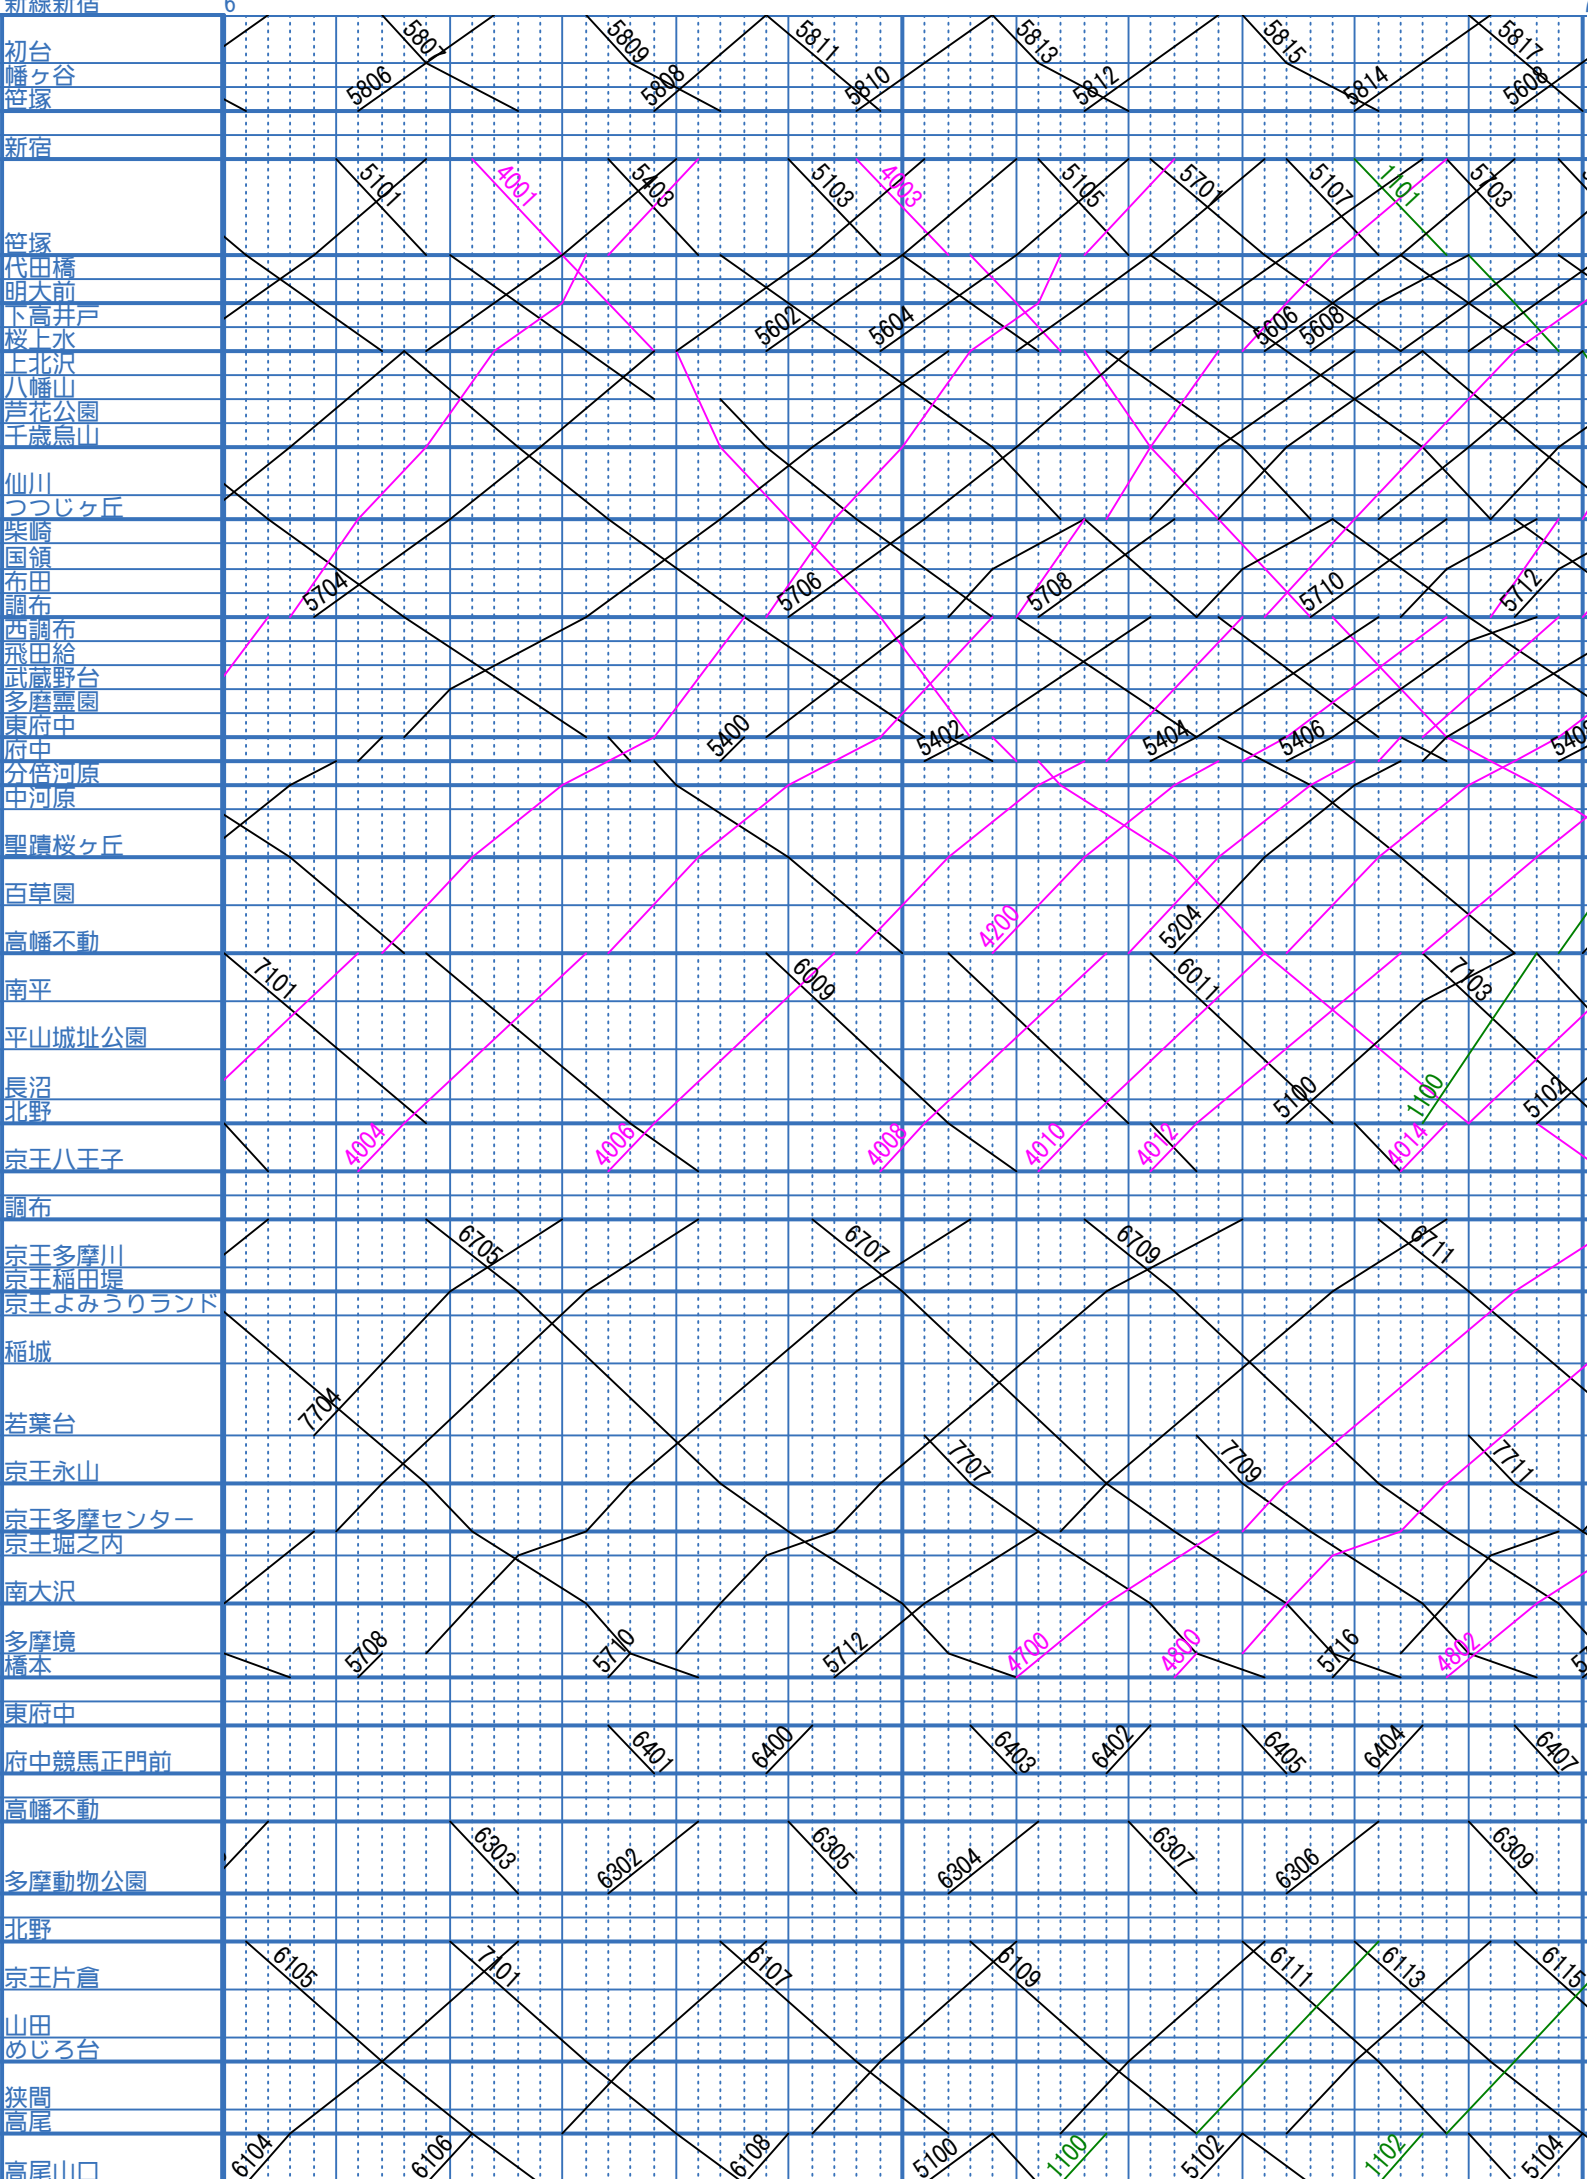 新線新宿 6
初台 5807 5809 5811 5813 5815 5817
幡ヶ谷 5806 5808 5810 5812 5814 5608
笹塚
新宿
5101 4001 5403 5103 4003 5105 5701 5107 1101 5703
笹塚
代田橋
明大前
下高井戸 5602 5604 5606 5608
桜上水
上北沢
八幡山
芦花公園
千歳烏山
仙川
つつじヶ丘
柴崎
国領
布田 5704 5706 5708 5710 5712
調布
西調布
飛田給
武蔵野台
多磨霊園
東府中 5400 5402 5404 5406
府中
分倍河原
中河原
聖蹟桜ヶ丘
百草園
高幡不動 4200 5204
南平 7101 6009 6011 7103
平山城址公園
長沼 5100 1100 5102
北野
京王八王子 4004 4006 4008 4010 4012 4014
調布
京王多摩川 6705 6707 6709 6711
京王稲田堤
京王よみうりランド
稲城
若葉台 7704
京王永山 7707 7709 7711
京王多摩センター
京王堀之内
南大沢
多摩境 5708 5710 5712 4700 4800 5716 4802
橋本
東府中
府中競馬正門前 6401 6400 6403 6402 6405 6404 6407
高幡不動
多摩動物公園 6303 6302 6305 6304 6307 6306 6309
北野
京王片倉 6105 7101 6107 6109 6111 6113 6115
山田
めじろ台
狭間
高尾
高尾山口 6104 6106 6108 5100 1100 5102 1102 5104